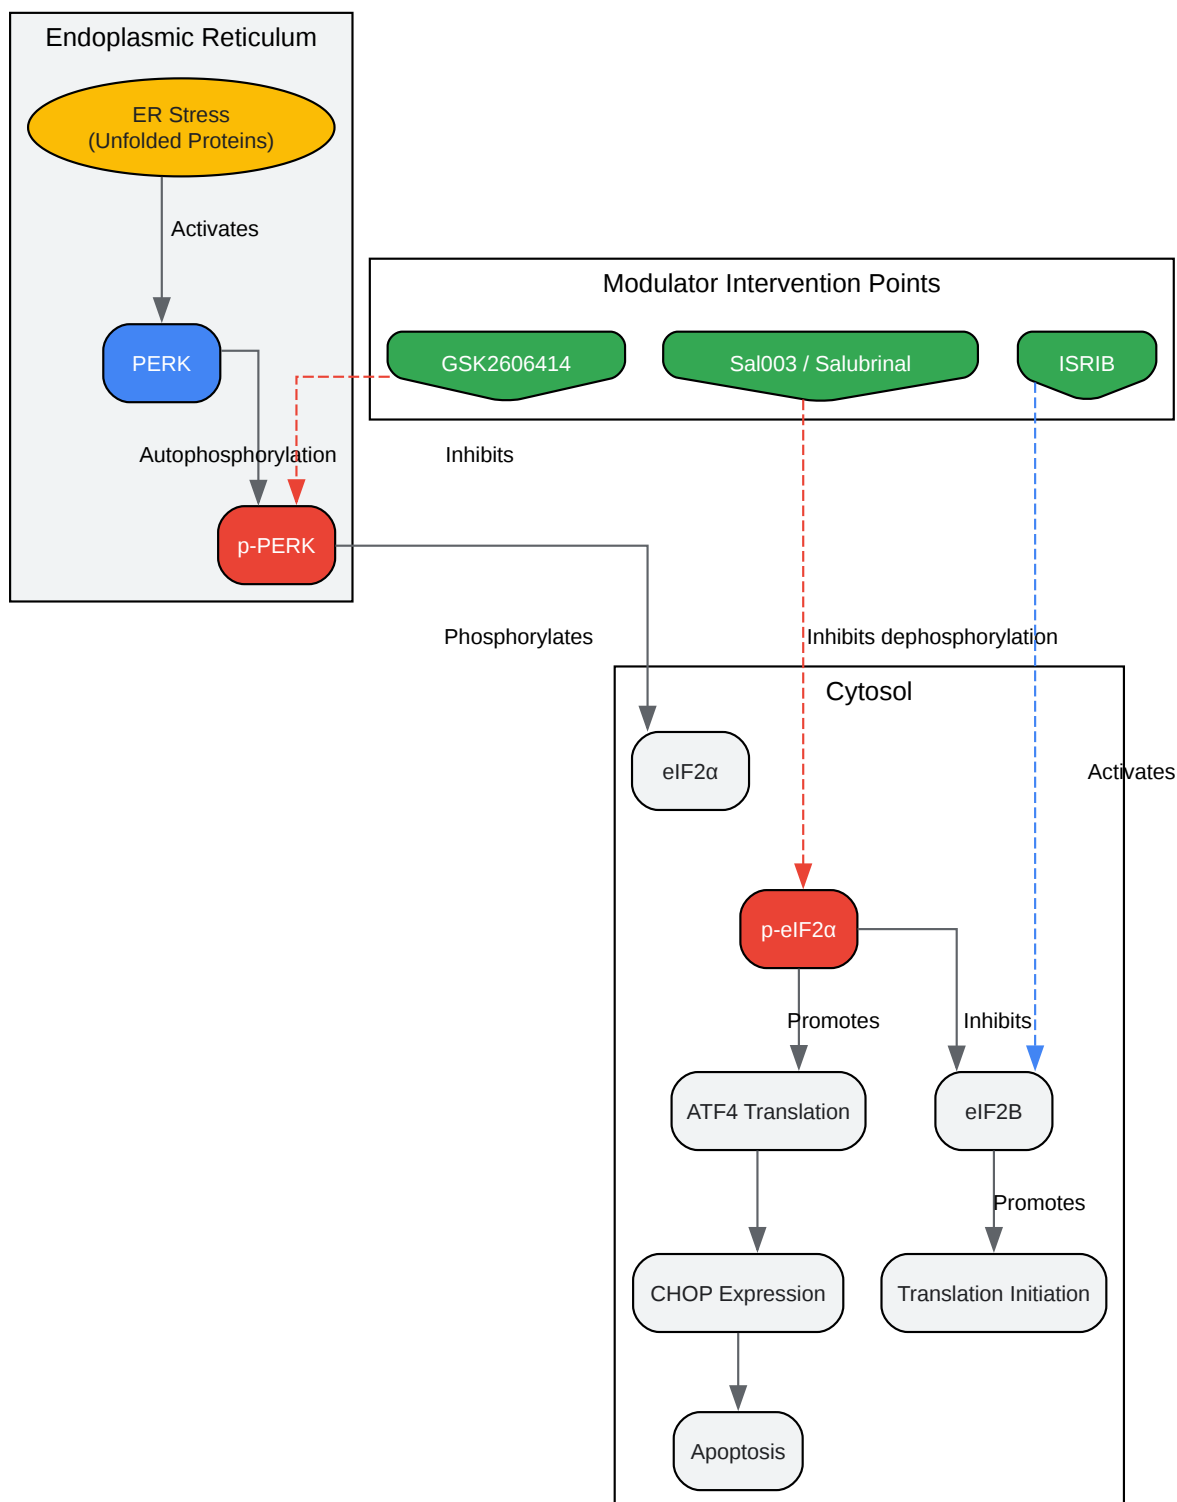 Endoplasmic Reticulum
ER Stress
(Unfolded Proteins)
Activates
Modulator Intervention Points
PERK
GSK2606414
Sal003 / Salubrinal
ISRIB
Autophosphorylation
Inhibits
p-PERK
Phosphorylates
Inhibits dephosphorylation
Cytosol
eIF2α
Activates
p-eIF2α
Promotes
Inhibits
ATF4 Translation
eIF2B
Promotes
CHOP Expression
Translation Initiation
Apoptosis